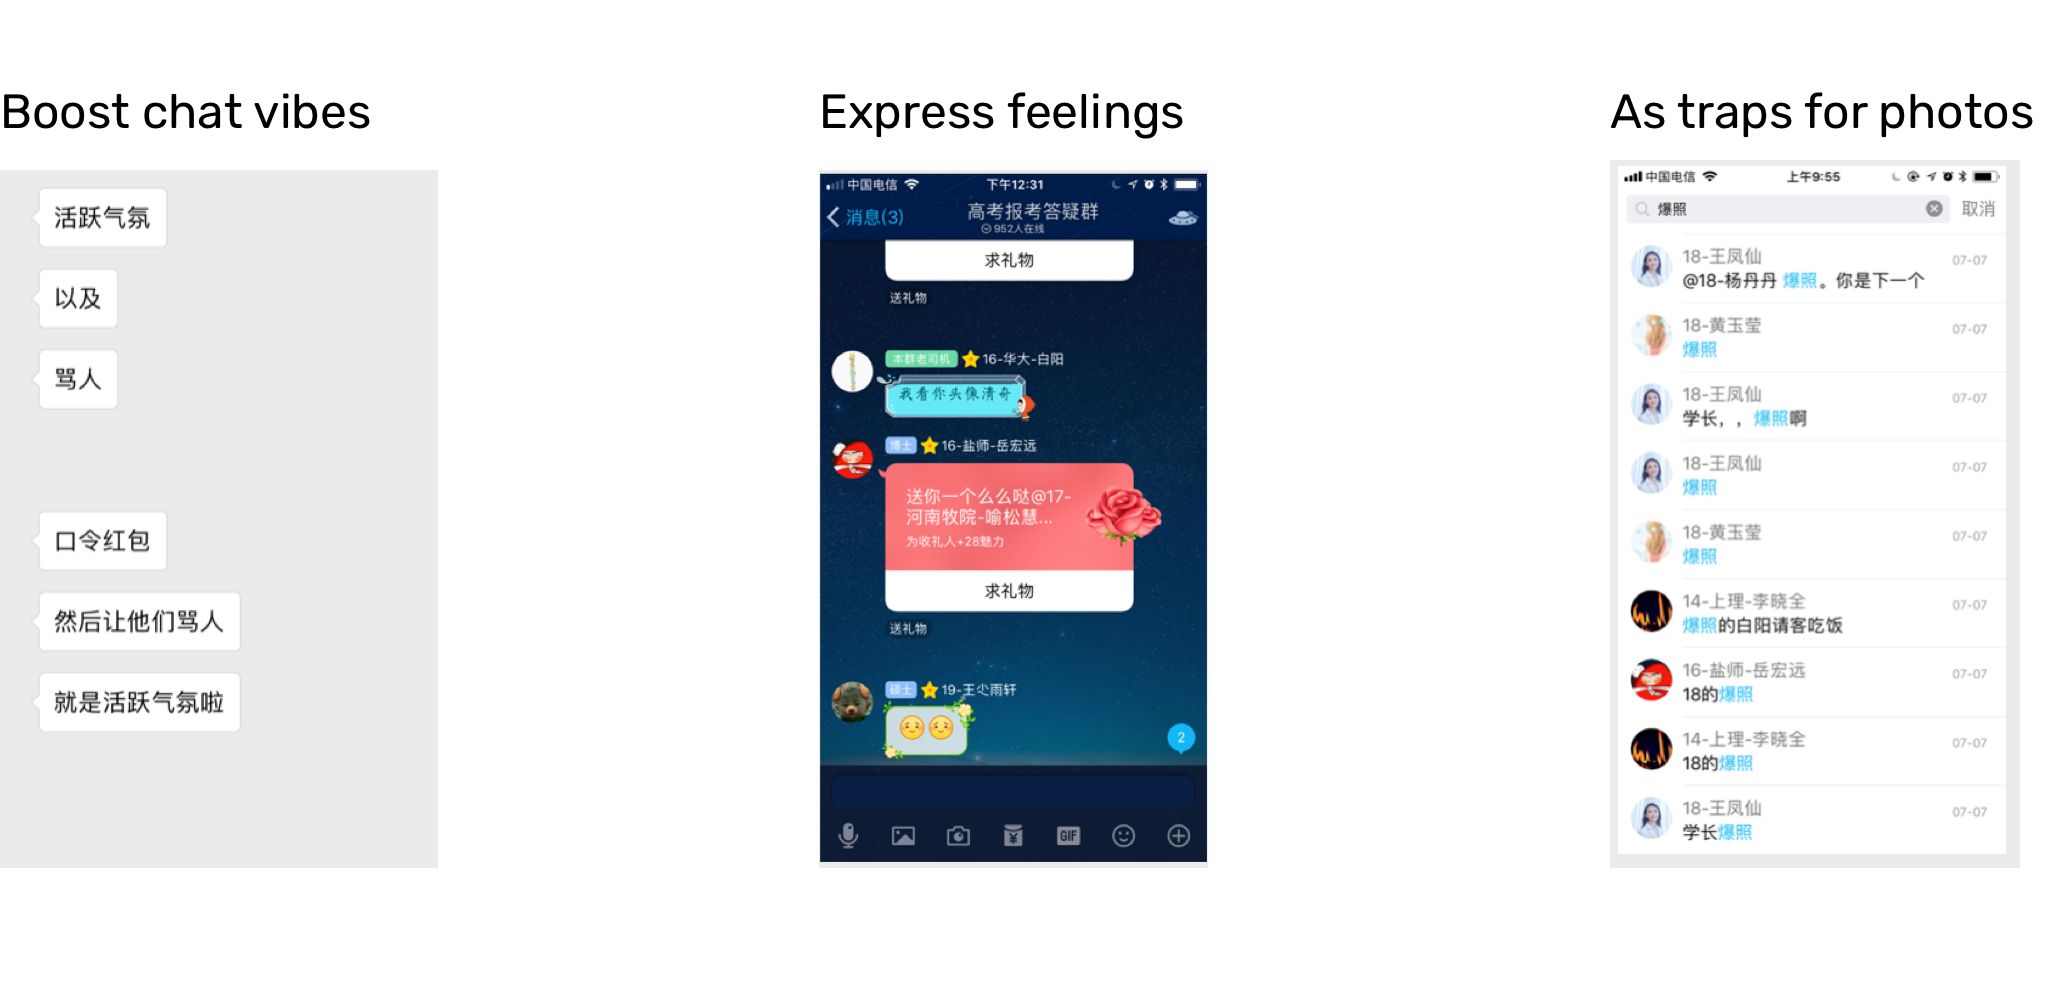 Boost chat vibes
活跃气氛
以及
骂人
口令红包
然后让他们骂人
就是活跃气氛啦
Express feelings
中国电信
下午12:31
消息(3)
高考报考答疑群
952人在线
求礼物
送礼物
本群老司机
16-华大-白阳
我看你头像清奇
博士
16-盐师-岳宏远
送你一个么么哒@17-
河南牧院-喻松慧...
为收礼人+28魅力
求礼物
送礼物
硕士
19-王尐雨轩
2
GIF
As traps for photos
中国电信
上午9:55
爆照
取消
18-王凤仙
07-07
@18-杨丹丹 爆照。你是下一个
18-黄玉莹
07-07
爆照
18-王凤仙
07-07
学长，，爆照啊
18-王凤仙
07-07
爆照
18-黄玉莹
07-07
爆照
14-上理-李晓全
07-07
爆照的白阳请客吃饭
16-盐师-岳宏远
07-07
18的爆照
14-上理-李晓全
07-07
18的爆照
18-王凤仙
07-07
学长爆照